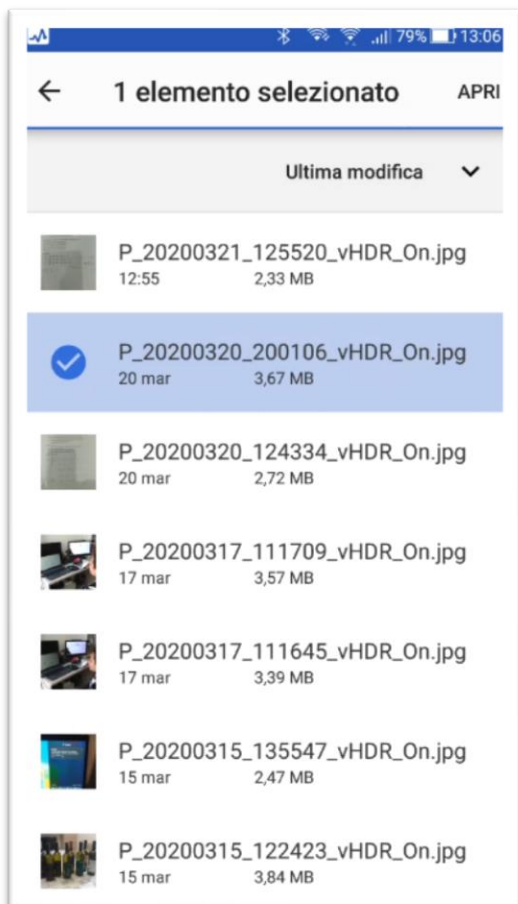 79% 13:06
1 elemento selezionato APRI
Ultima modifica
P_20200321_125520_vHDR_On.jpg
12:55 2,33 MB
P_20200320_200106_vHDR_On.jpg
20 mar 3,67 MB
P_20200320_124334_vHDR_On.jpg
20 mar 2,72 MB
P_20200317_111709_vHDR_On.jpg
17 mar 3,57 MB
P_20200317_111645_vHDR_On.jpg
17 mar 3,39 MB
P_20200315_135547_vHDR_On.jpg
15 mar 2,47 MB
P_20200315_122423_vHDR_On.jpg
15 mar 3,84 MB